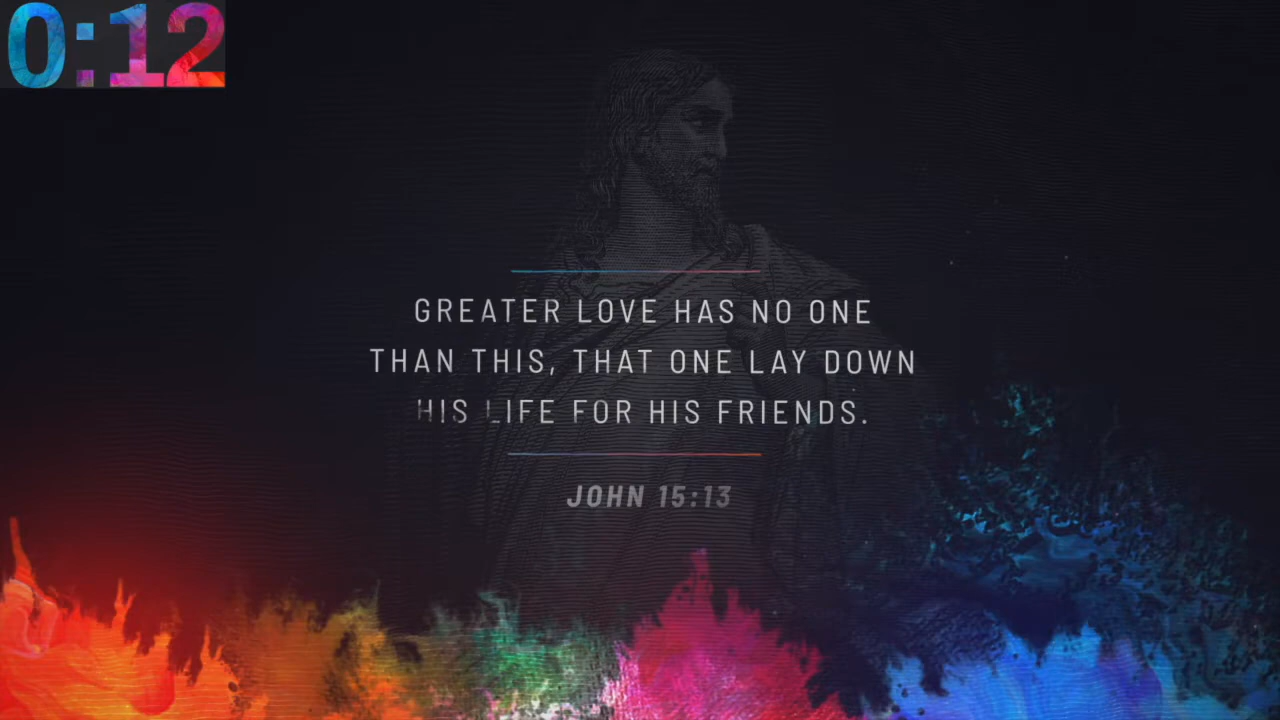 0:12
GREATER LOVE HAS NO ONE
THAN THIS, THAT ONE LAY DOWN
HIS LIFE FOR HIS FRIENDS.
JOHN 15:13